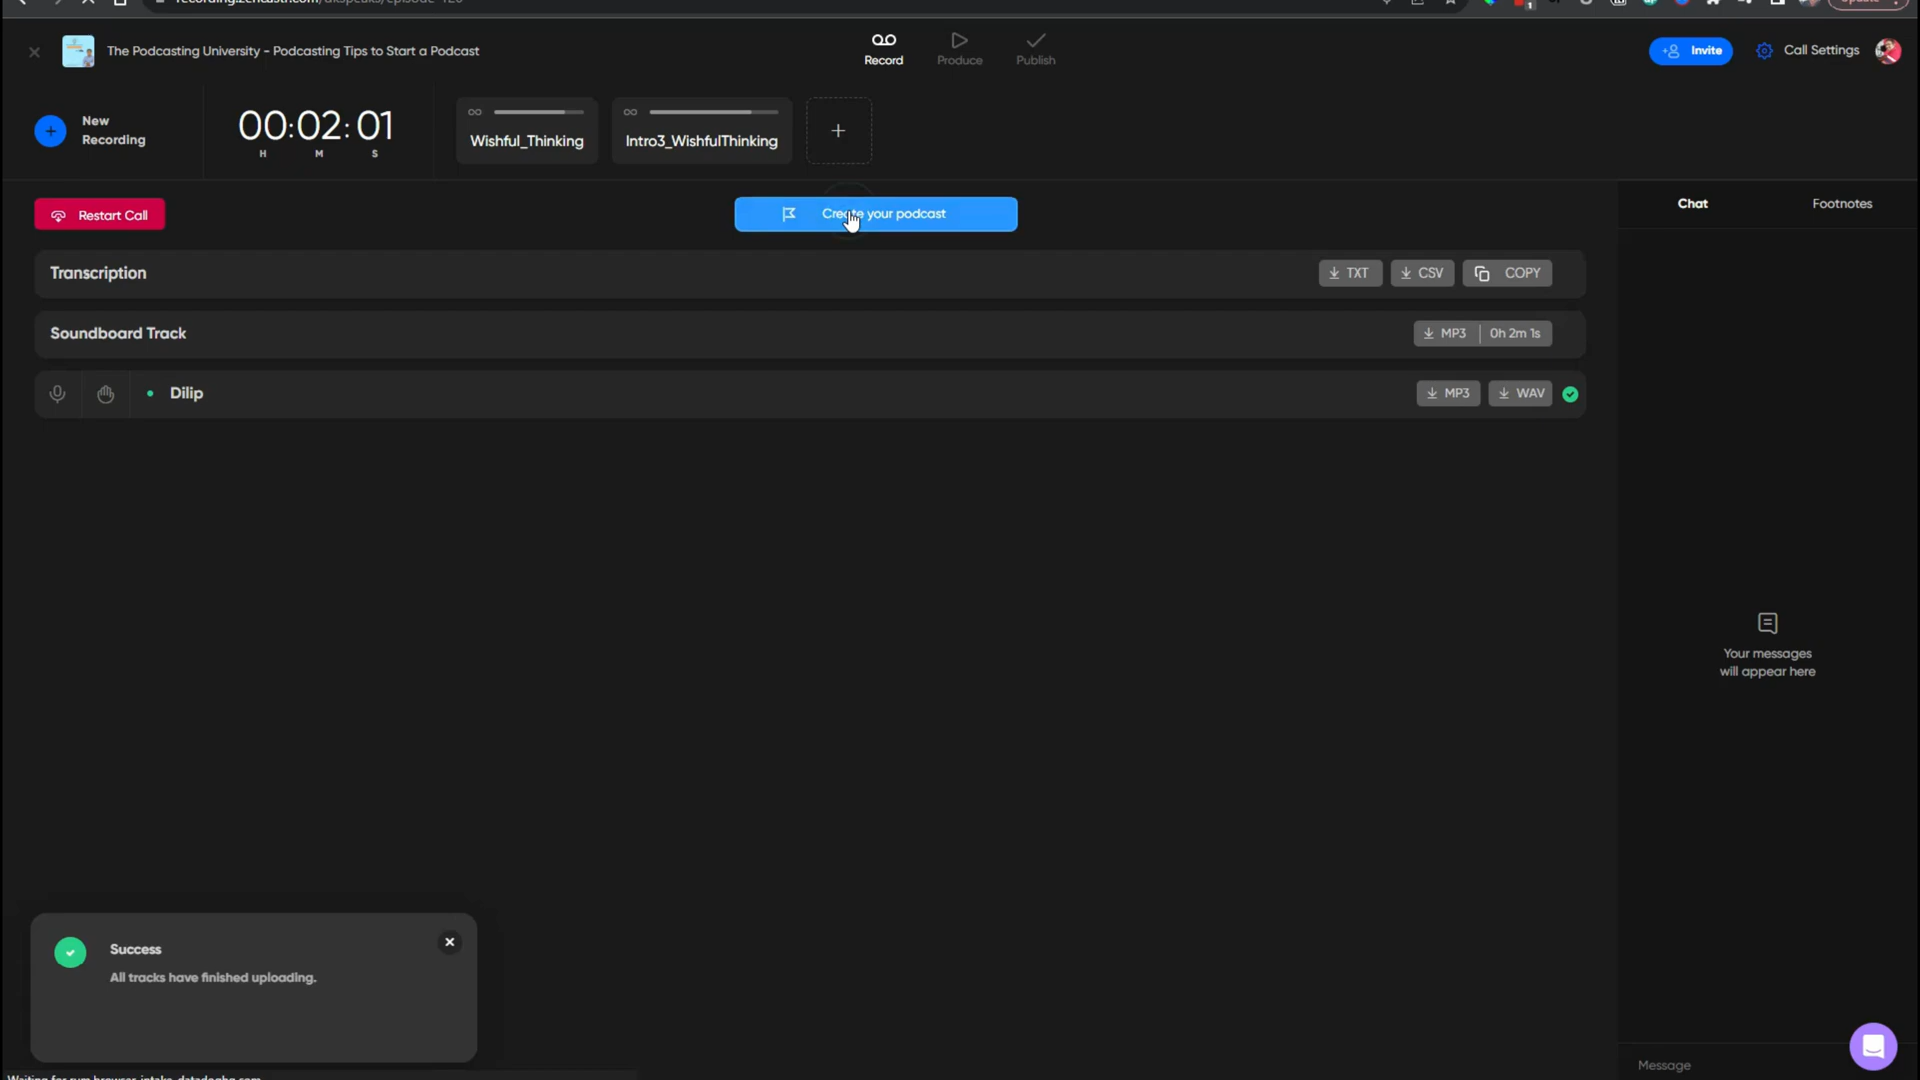 The Podcasting University - Podcasting Tips to Start a Podcast
Record
Produce
Publish
Invite
Call Settings
New
Recording
00:02:01
H M S
Wishful_Thinking
Intro3_WishfulThinking
Restart Call
Create your podcast
Chat
Footnotes
Transcription
TXT
CSV
COPY
Soundboard Track
MP3
0h 2m 1s
Dilip
MP3
WAV
Your messages
will appear here
Success
All tracks have finished uploading.
Message